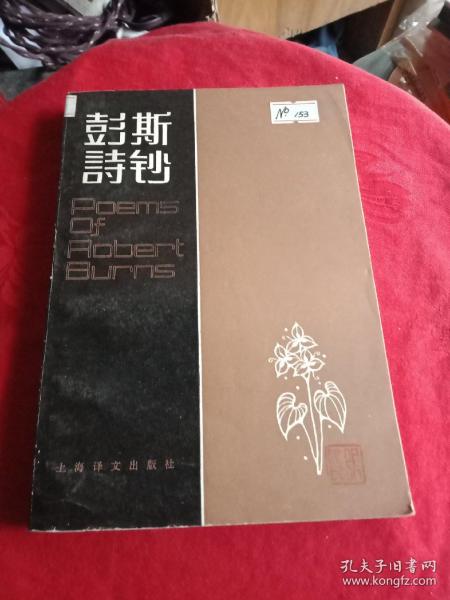 彭斯
詩钞
Poems
Of
Robert
Burns
上海译文出版社
No 153
孔夫子旧书网
www.kongfz.com